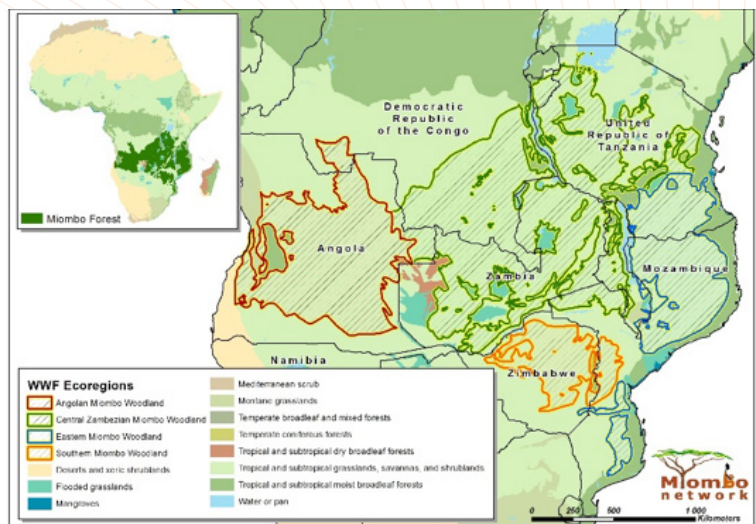 Democratic
Republic
of the Congo
United
Republic of
Tanzania
Angola
Zambia
Mozambique
Zimbabwe
Namibia
Miombo Forest
WWF Ecoregions
Angolan Miombo Woodland
Central Zambezian Miombo Woodland
Eastern Miombo Woodland
Southern Miombo Woodland
Deserts and xeric shrublands
Flooded grasslands
Mangroves
Mediterranean scrub
Montane grasslands
Temperate broadleaf and mixed forests
Temperate coniferous forests
Tropical and subtropical dry broadleaf forests
Tropical and subtropical grasslands, savannas, and shrublands
Tropical and subtropical moist broadleaf forests
Water or pan
Miombo
network
0 250 500 1 000
Kilometers